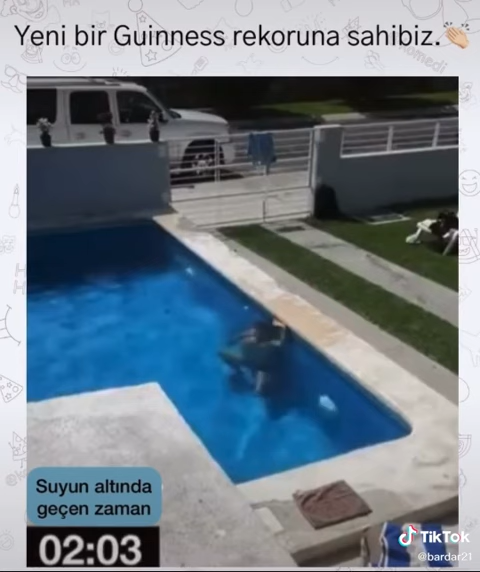 Yeni bir Guinness rekoruna sahibiz.👏
Suyun altında
geçen zaman
02:03
TikTok
@bardar21